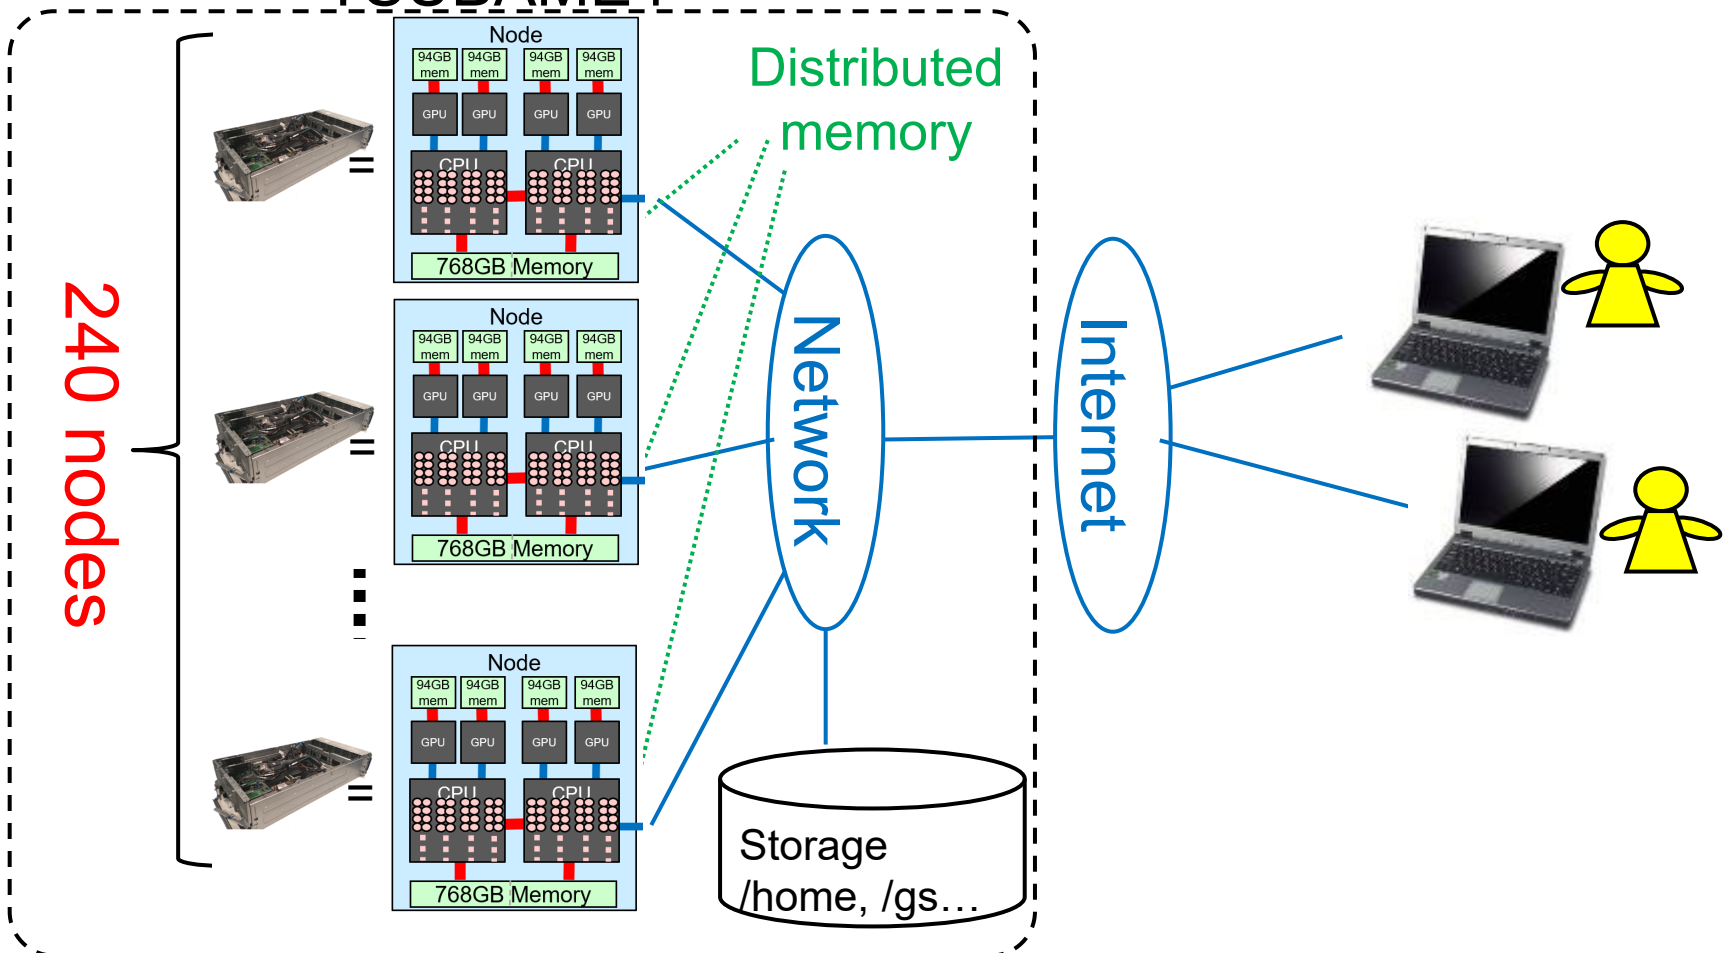 Node
94GB mem
94GB mem
94GB mem
94GB mem
GPU
GPU
GPU
GPU
CPU
CPU
768GB Memory
=
Node
94GB mem
94GB mem
94GB mem
94GB mem
GPU
GPU
GPU
GPU
CPU
CPU
768GB Memory
=
Node
94GB mem
94GB mem
94GB mem
94GB mem
GPU
GPU
GPU
GPU
CPU
CPU
768GB Memory
=
240 nodes
Distributed
memory
Network
Internet
Storage
/home, /gs…